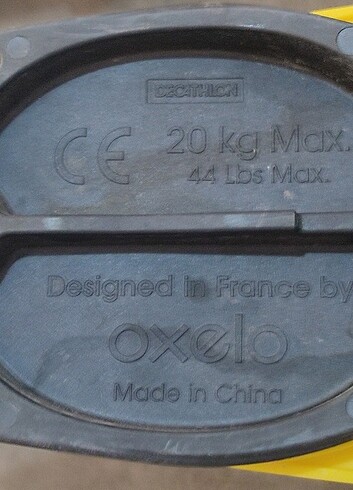 DECATHLON
CE 20 kg Max.
44 Lbs Max.
Designed in France by
oxelo
Made in China